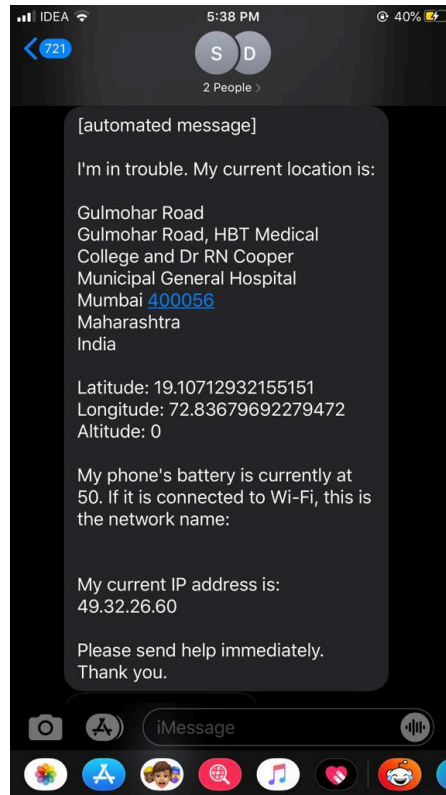 IDEA
5:38 PM
40%
721
S D
2 People >
[automated message]
I'm in trouble. My current location is:
Gulmohar Road
Gulmohar Road, HBT Medical
College and Dr RN Cooper
Municipal General Hospital
Mumbai 400056
Maharashtra
India
Latitude: 19.10712932155151
Longitude: 72.83679692279472
Altitude: 0
My phone's battery is currently at
50. If it is connected to Wi-Fi, this is
the network name:
My current IP address is:
49.32.26.60
Please send help immediately.
Thank you.
iMessage